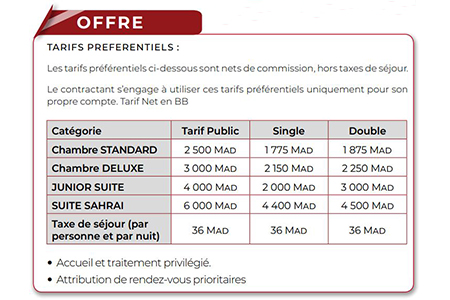 OFFRE
TARIFS PREFERENTIELS :
Les tarifs préférentiels ci-dessous sont nets de commission, hors taxes de séjour.
Le contractant s'engage à utiliser ces tarifs préférentiels uniquement pour son
propre compte. Tarif Net en BB
Catégorie Tarif Public Single Double
Chambre STANDARD 2 500 MAD 1 775 MAD 1 875 MAD
Chambre DELUXE 3 000 MAD 2 150 MAD 2 250 MAD
JUNIOR SUITE 4 000 MAD 2 000 MAD 3 000 MAD
SUITE SAHRAI 6 000 MAD 4 400 MAD 4 500 MAD
Taxe de séjour (par
personne et par nuit) 36 MAD 36 MAD 36 MAD
• Accueil et traitement privilégié.
• Attribution de rendez-vous prioritaires